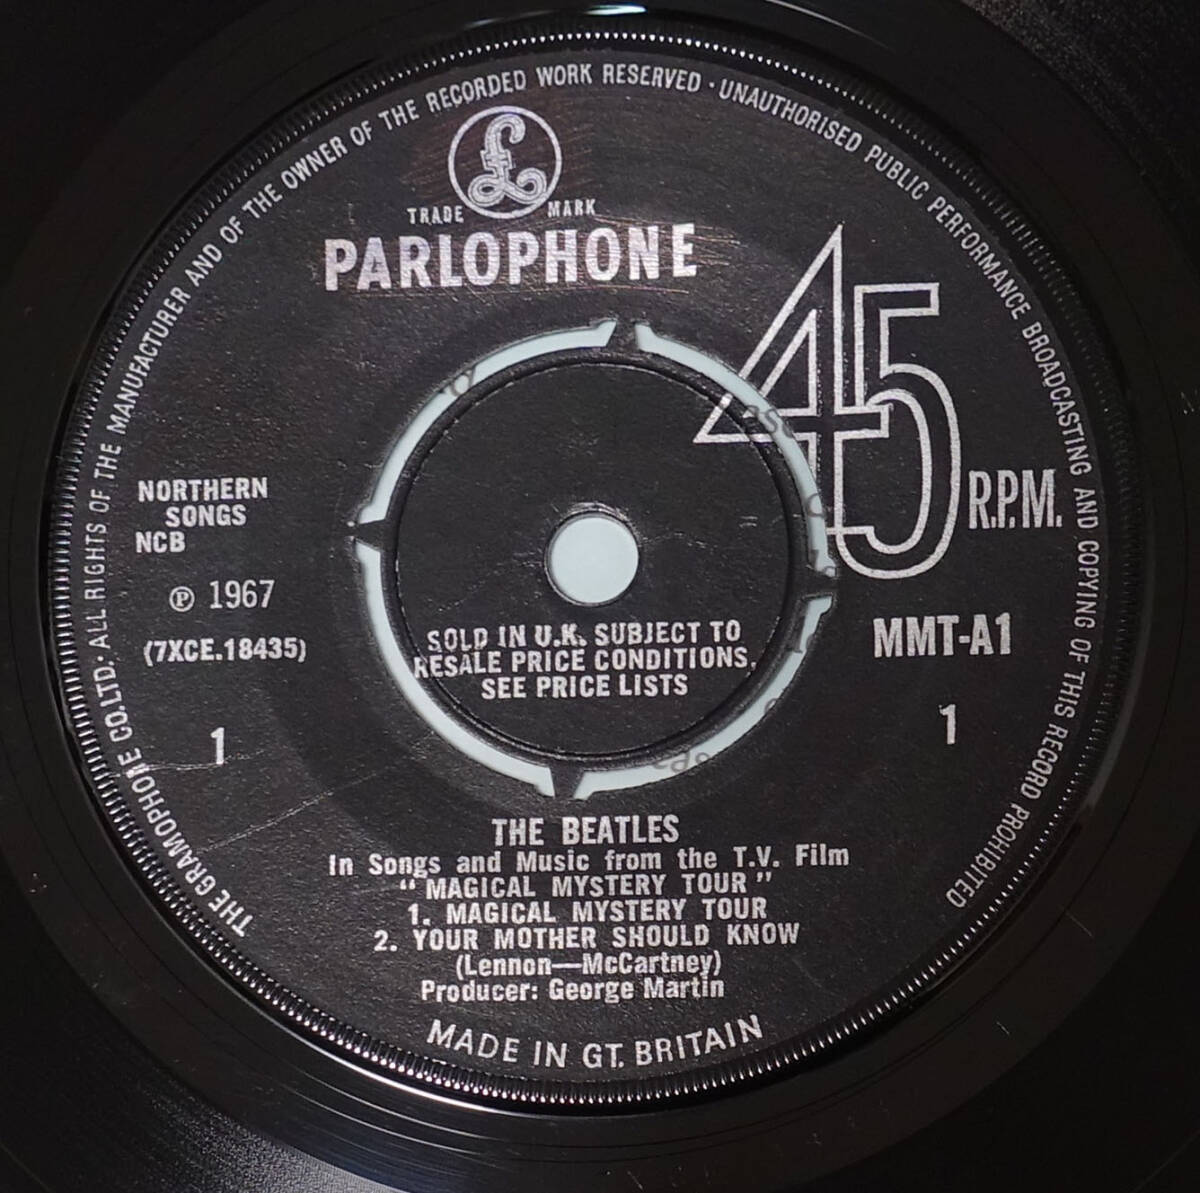 THE GRAMOPHONE CO. LTD. ALL RIGHTS OF THE MANUFACTURER AND OF THE OWNER OF THE RECORDED WORK RESERVED · UNAUTHORISED PUBLIC PERFORMANCE BROADCASTING AND COPYING OF THIS RECORD PROHIBITED
£
TRADE MARK
PARLOPHONE
45 R.P.M.
NORTHERN
SONGS
NCB
℗ 1967
(7XCE.18435)
1
SOLD IN U.K. SUBJECT TO
RESALE PRICE CONDITIONS,
SEE PRICE LISTS
MMT-A1
1
THE BEATLES
In Songs and Music from the T.V. Film
"MAGICAL MYSTERY TOUR"
1. MAGICAL MYSTERY TOUR
2. YOUR MOTHER SHOULD KNOW
(Lennon—McCartney)
Producer: George Martin
MADE IN GT. BRITAIN